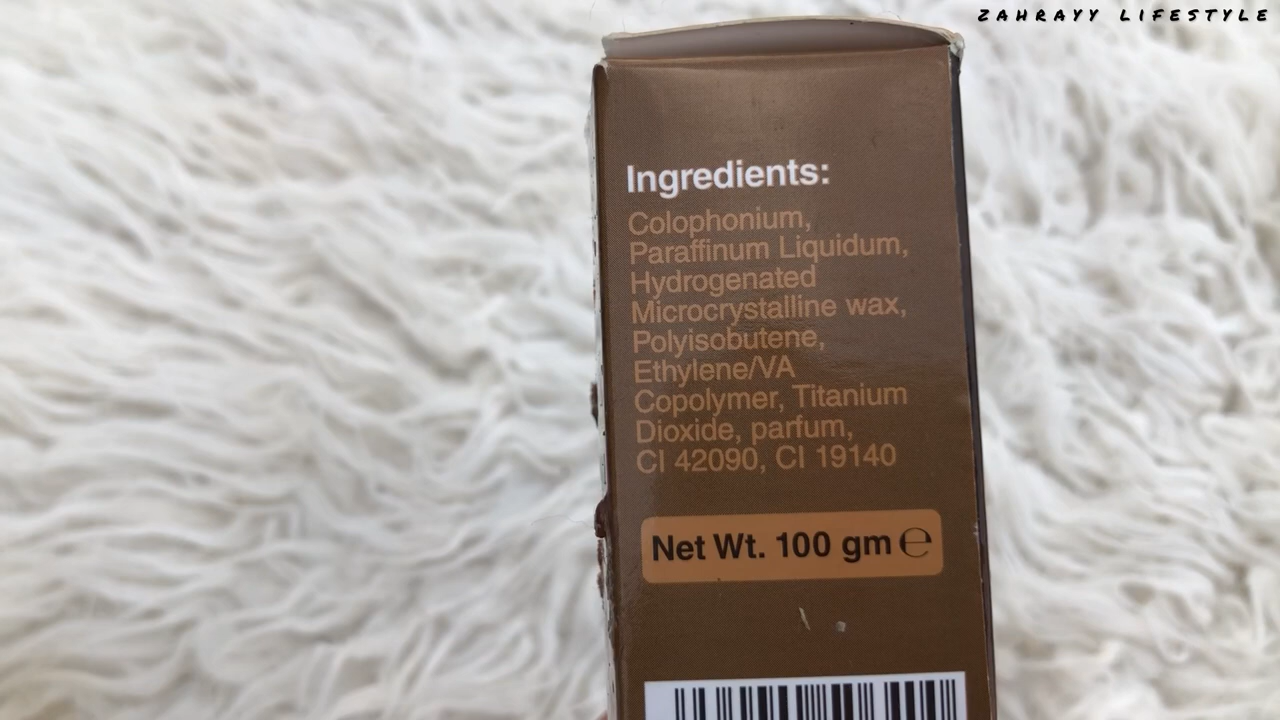 ZAHRAYY LIFESTYLE
Ingredients:
Colophonium,
Paraffinum Liquidum,
Hydrogenated
Microcrystalline wax,
Polyisobutene,
Ethylene/VA
Copolymer, Titanium
Dioxide, parfum,
CI 42090, CI 19140
Net Wt. 100 gm ℮